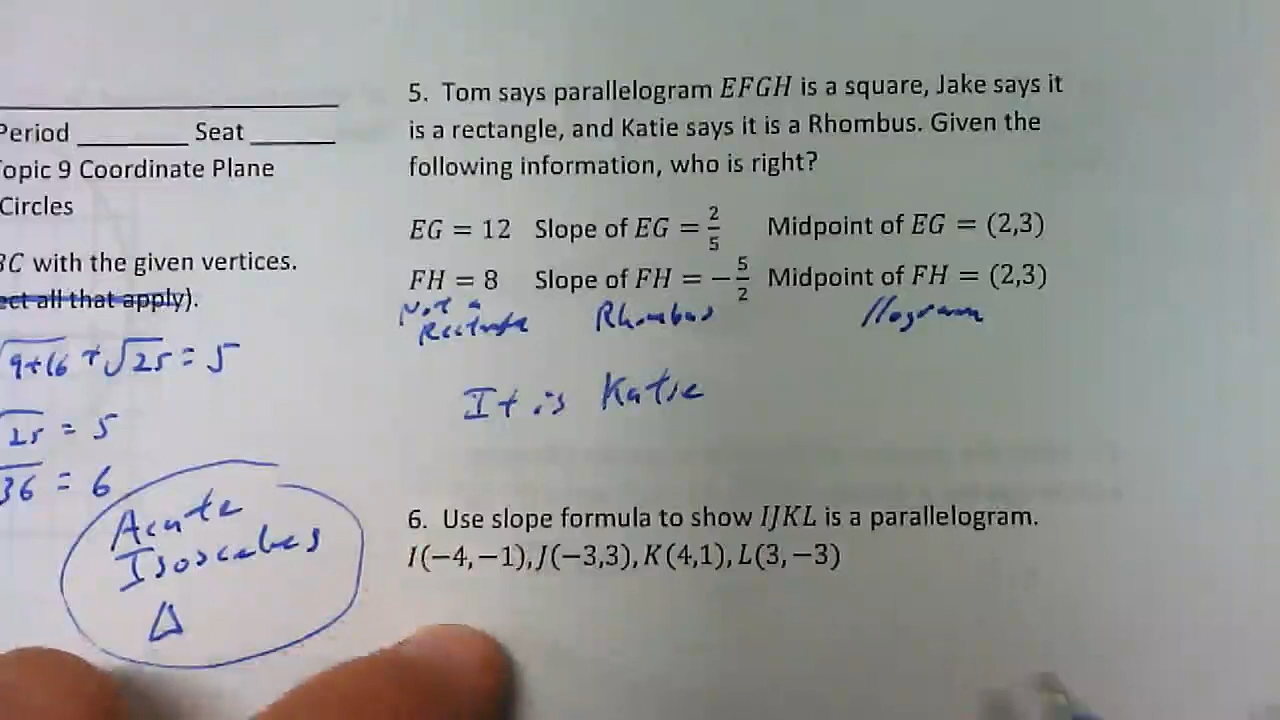 Period ________ Seat ______
opic 9 Coordinate Plane
Circles
BC with the given vertices.
ect all that apply).
√9+16 + √25 = 5
√25 = 5
36 = 6
Acute
Isosceles
Δ
5. Tom says parallelogram EFGH is a square, Jake says it
is a rectangle, and Katie says it is a Rhombus. Given the
following information, who is right?
EG = 12 Slope of EG = 2/5 Midpoint of EG = (2,3)
FH = 8 Slope of FH = −5/2 Midpoint of FH = (2,3)
Not a Rhombus //ogram
Rectangle
It is Katie
6. Use slope formula to show IJKL is a parallelogram.
I(−4,−1), J(−3,3), K(4,1), L(3,−3)